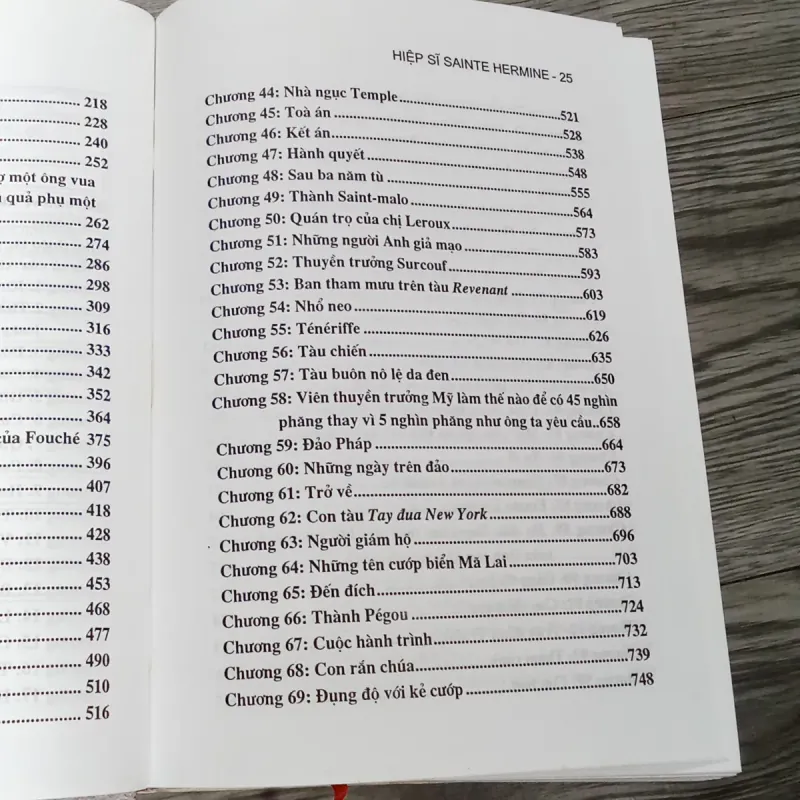 218
228
240
252
ợ một ông vua
quả phụ một
262
274
286
298
309
316
333
342
352
364
của Fouché 375
396
407
418
428
438
453
468
477
490
510
516
HIỆP SĨ SAINTE HERMINE - 25
Chương 44: Nhà ngục Temple 521
Chương 45: Toà án 528
Chương 46: Kết án 538
Chương 47: Hành quyết 548
Chương 48: Sau ba năm tù 555
Chương 49: Thành Saint-malo 564
Chương 50: Quán trọ của chị Leroux 573
Chương 51: Những người Anh giả mạo 583
Chương 52: Thuyền trưởng Surcouf 593
Chương 53: Ban tham mưu trên tàu Revenant 603
Chương 54: Nhổ neo 619
Chương 55: Ténériffe 626
Chương 56: Tàu chiến 635
Chương 57: Tàu buôn nô lệ da đen 650
Chương 58: Viên thuyền trưởng Mỹ làm thế nào để có 45 nghìn
phăng thay vì 5 nghìn phăng như ông ta yêu cầu..658
Chương 59: Đảo Pháp 664
Chương 60: Những ngày trên đảo 673
Chương 61: Trở về 682
Chương 62: Con tàu Tay đua New York 688
Chương 63: Người giám hộ 696
Chương 64: Những tên cướp biển Mã Lai 703
Chương 65: Đến đích 713
Chương 66: Thành Pégou 724
Chương 67: Cuộc hành trình 732
Chương 68: Con rắn chúa 739
Chương 69: Đụng độ với kẻ cướp 748